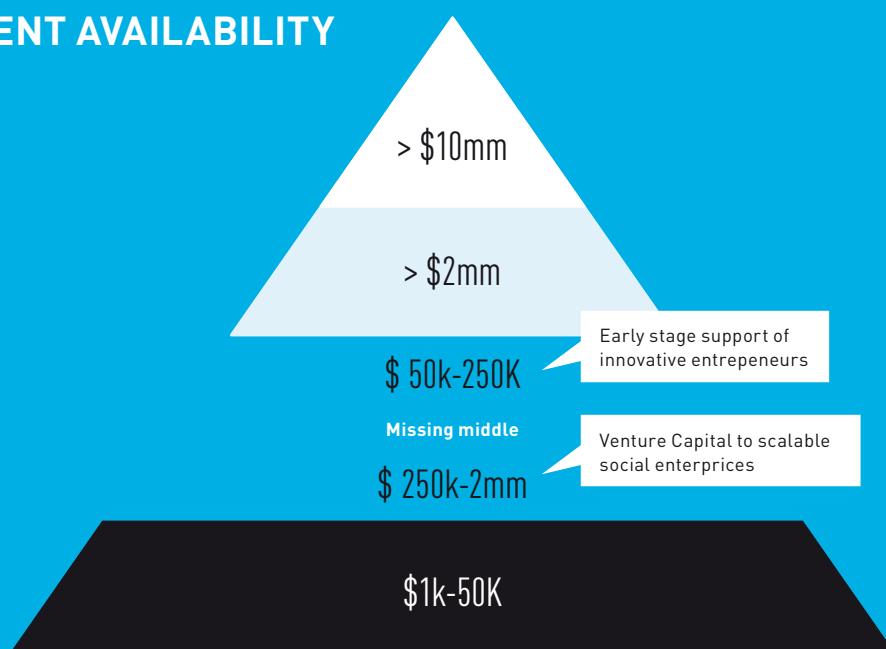 ENT AVAILABILITY
> $10mm
> $2mm
Early stage support of
innovative entrepeneurs
$ 50k-250K
Missing middle
Venture Capital to scalable
social enterprices
$ 250k-2mm
$1k-50K